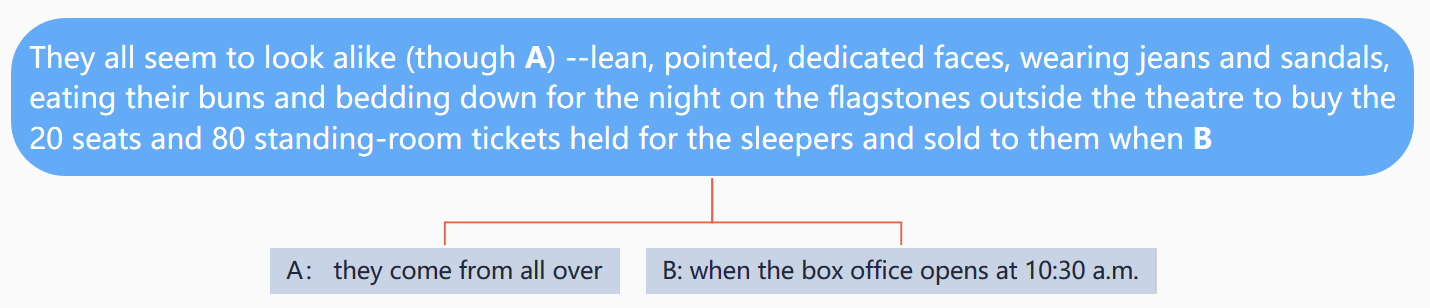 They all seem to look alike (though A) --lean, pointed, dedicated faces, wearing jeans and sandals,
eating their buns and bedding down for the night on the flagstones outside the theatre to buy the
20 seats and 80 standing-room tickets held for the sleepers and sold to them when B
A： they come from all over
B: when the box office opens at 10:30 a.m.